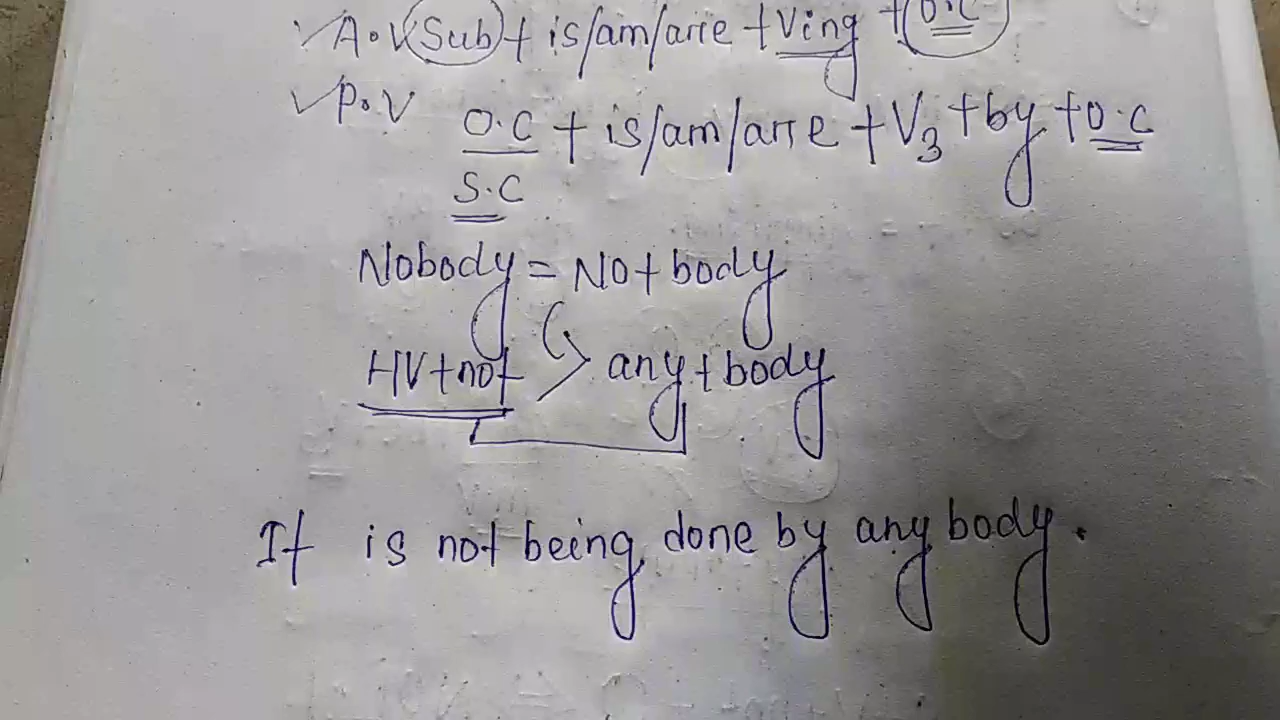 A.V Sub + is/am/are + Ving + O.C
P.V O.C + is/am/are + V3 + by + O.C
S.C
Nobody = No + body
HV + not > any + body
It is not being done by any body.